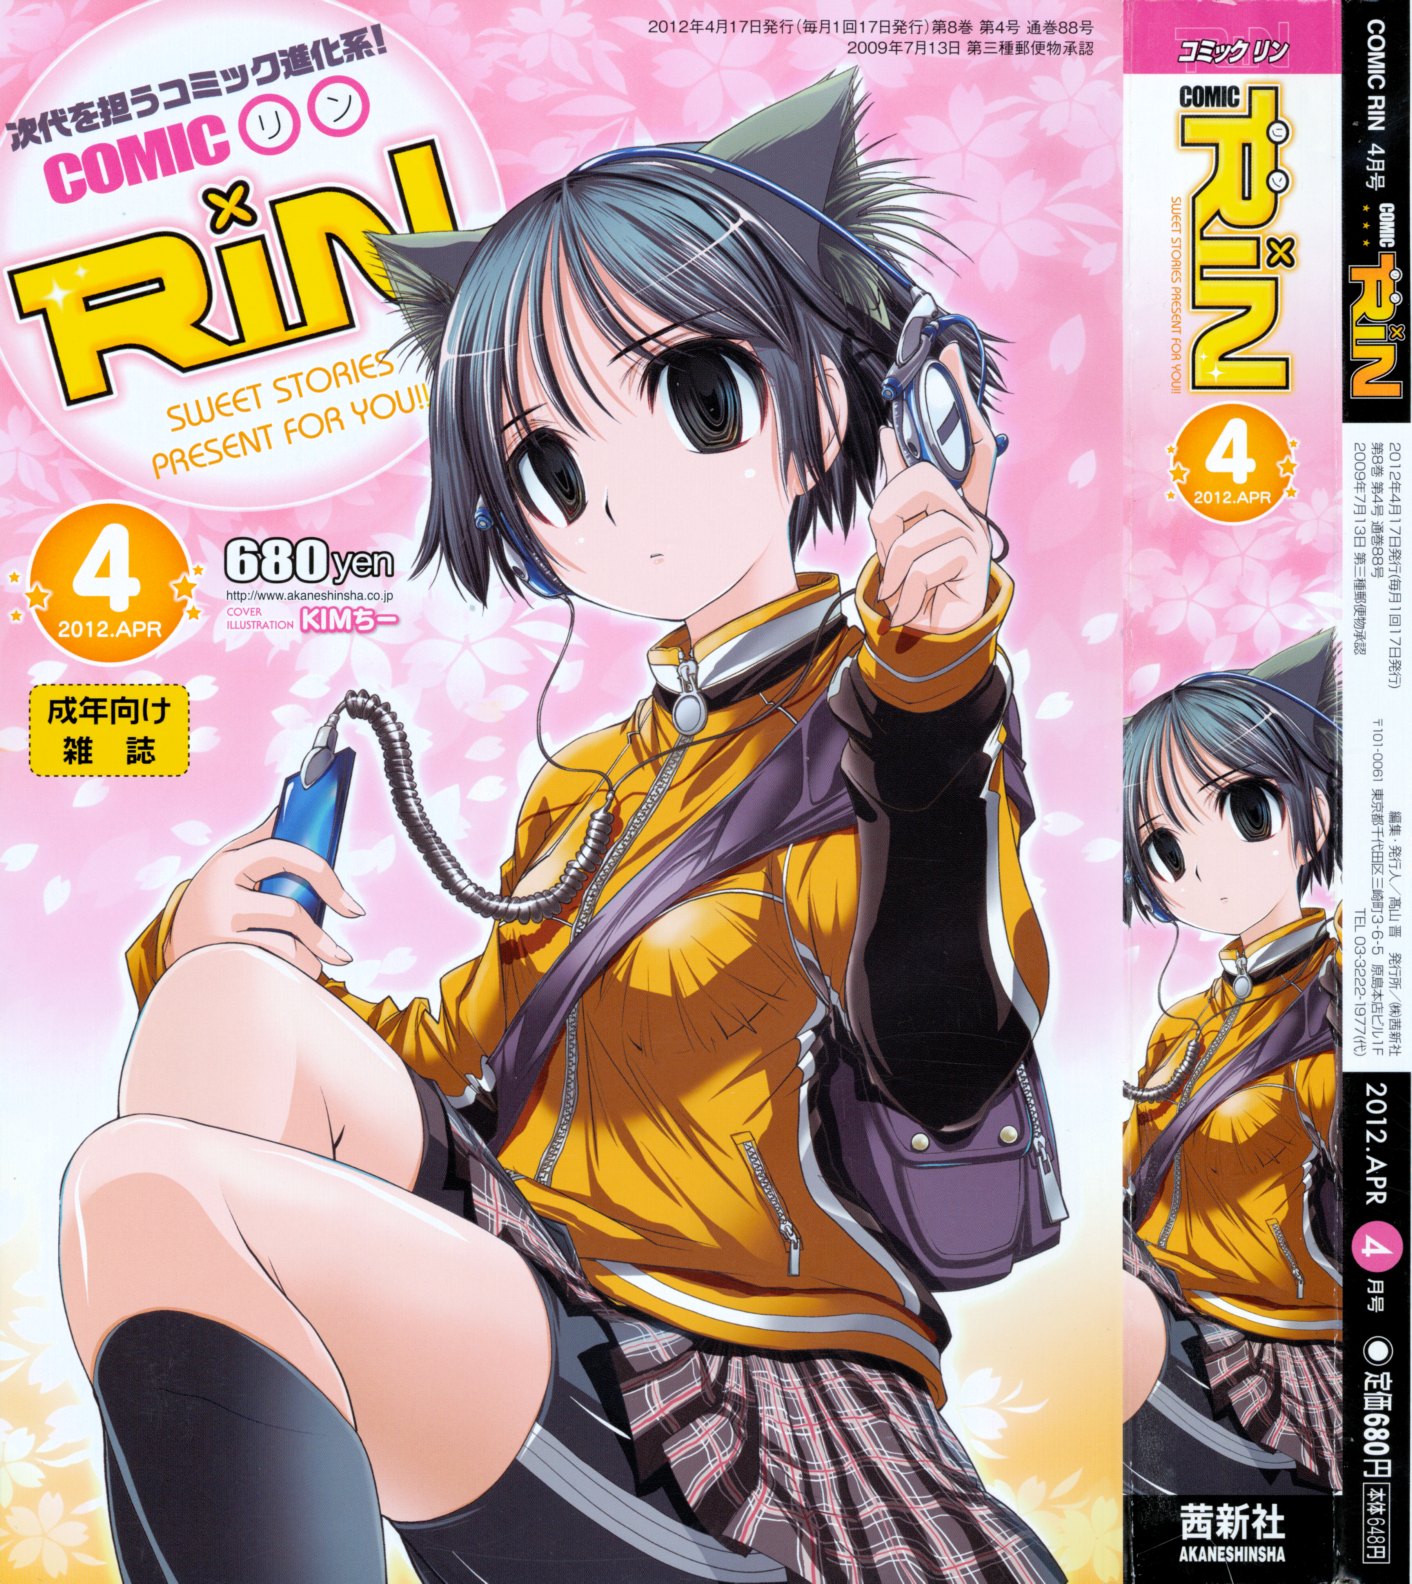 2012年4月17日発行(毎月1回17日発行)第8巻 第4号 通巻88号
2009年7月13日 第三種郵便物承認
次代を担うコミック進化系!
COMIC リン
RiN
SWEET STORIES
PRESENT FOR YOU!!
4
2012.APR
680yen
http://www.akaneshinsha.co.jp
COVER
ILLUSTRATION KIMちー
成年向け
雑 誌
コミック リン
COMIC
RiN
リン
SWEET STORIES PRESENT FOR YOU!!
4
2012.APR
茜新社
AKANESHINSHA
COMIC RIN 4月号
COMIC
RiN
2012年4月17日発行(毎月1回17日発行)
第8巻 第4号 通巻88号
2009年7月13日 第三種郵便物承認
編集・発行人/髙山 晋 発行所/㈱茜新社
〒101-0061 東京都千代田区三崎町3-6-5 原島本店ビル1F
TEL 03-3222-1977(代)
2012.APR 4 月号
●定価680円 本体648円